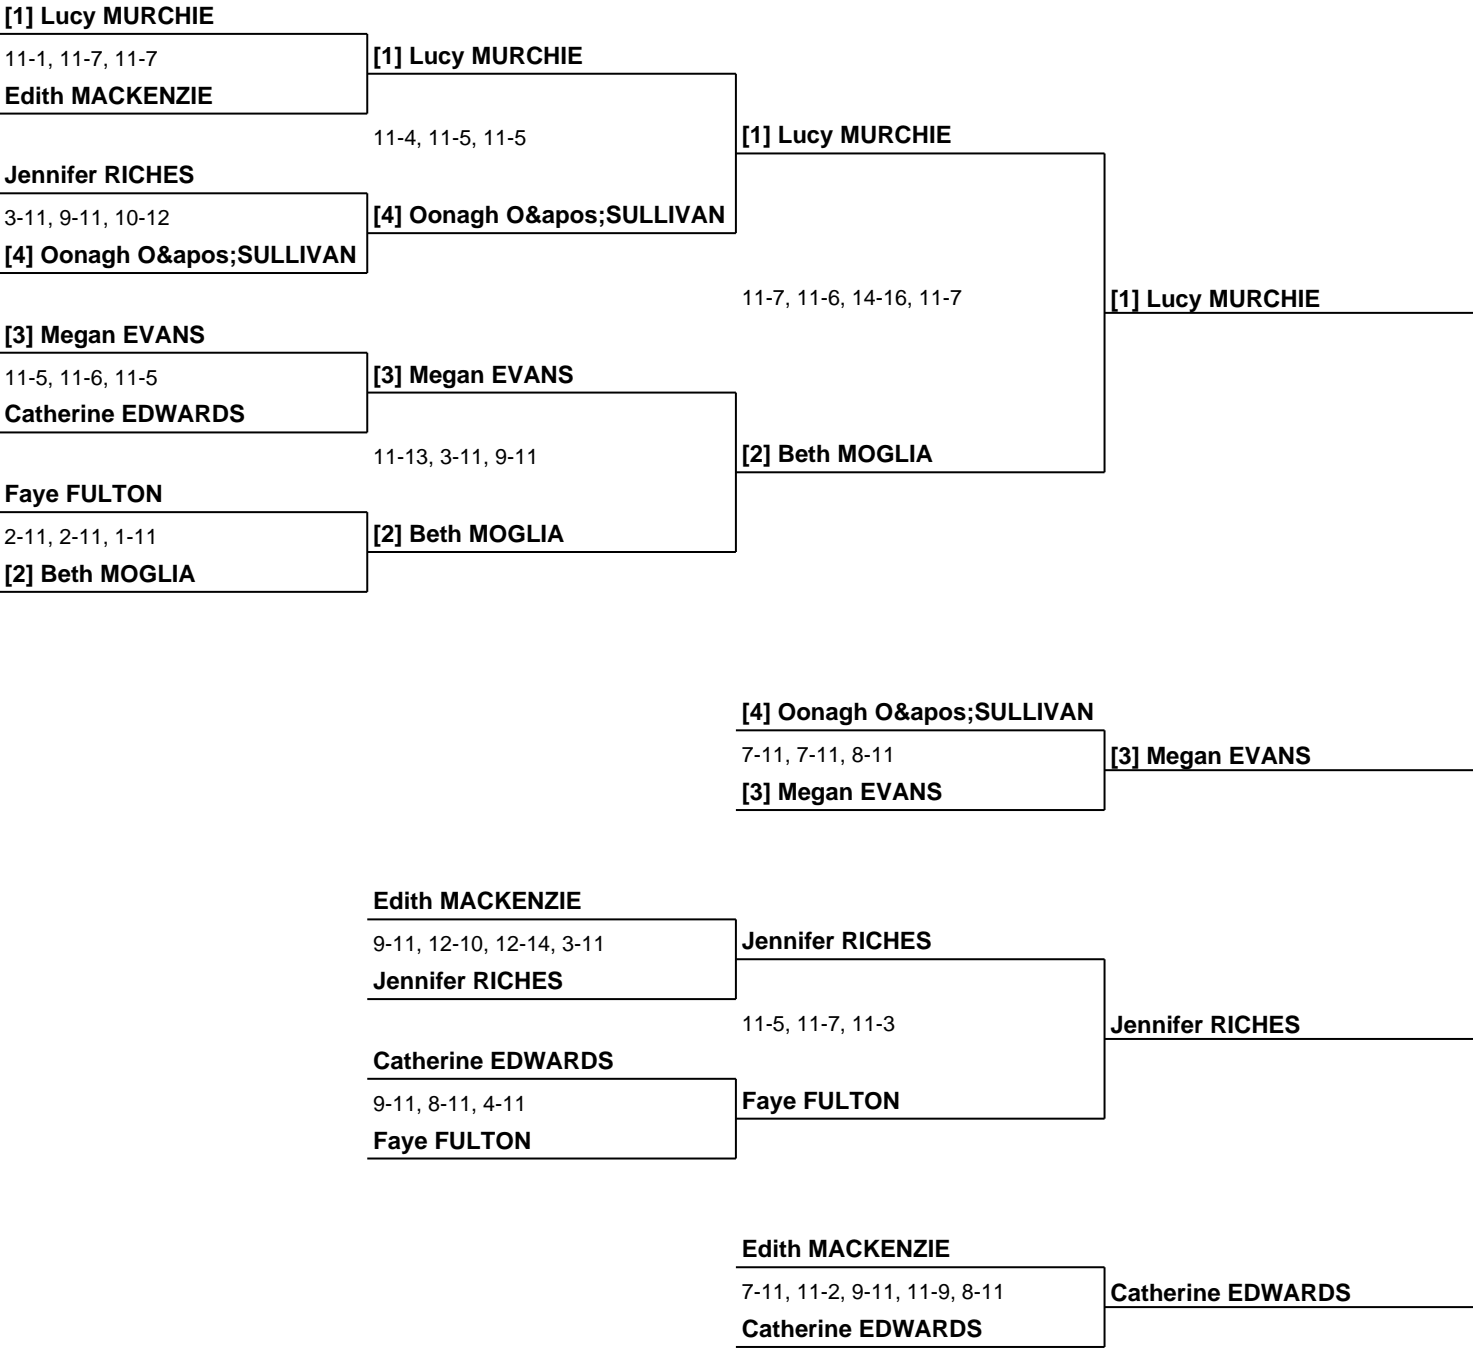 [1] Lucy MURCHIE
11-1, 11-7, 11-7
[1] Lucy MURCHIE
Edith MACKENZIE
11-4, 11-5, 11-5
[1] Lucy MURCHIE
Jennifer RICHES
3-11, 9-11, 10-12
[4] Oonagh O&apos;SULLIVAN
[4] Oonagh O&apos;SULLIVAN
11-7, 11-6, 14-16, 11-7
[1] Lucy MURCHIE
[3] Megan EVANS
11-5, 11-6, 11-5
[3] Megan EVANS
Catherine EDWARDS
11-13, 3-11, 9-11
[2] Beth MOGLIA
Faye FULTON
2-11, 2-11, 1-11
[2] Beth MOGLIA
[2] Beth MOGLIA
[4] Oonagh O&apos;SULLIVAN
7-11, 7-11, 8-11
[3] Megan EVANS
[3] Megan EVANS
Edith MACKENZIE
9-11, 12-10, 12-14, 3-11
Jennifer RICHES
Jennifer RICHES
11-5, 11-7, 11-3
Jennifer RICHES
Catherine EDWARDS
9-11, 8-11, 4-11
Faye FULTON
Faye FULTON
Edith MACKENZIE
7-11, 11-2, 9-11, 11-9, 8-11
Catherine EDWARDS
Catherine EDWARDS